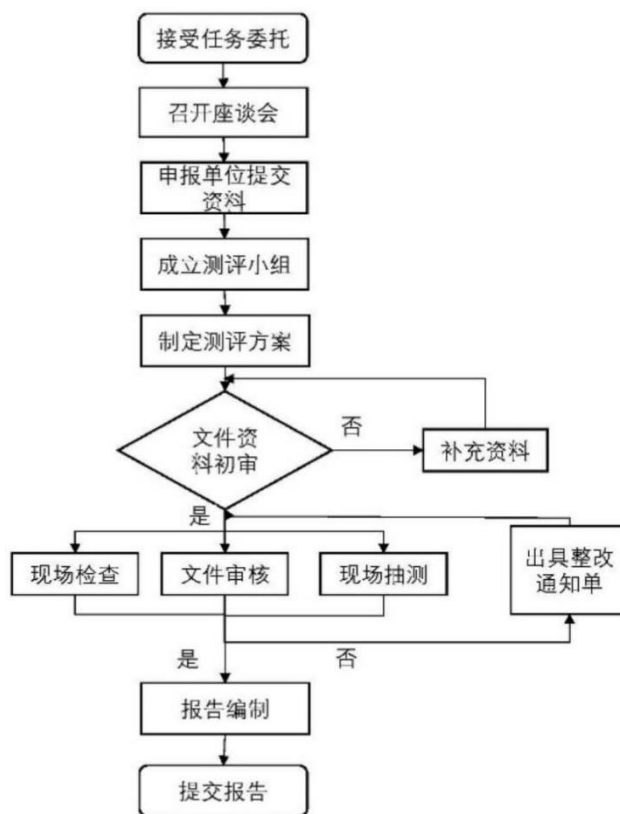 接受任务委托
召开座谈会
申报单位提交
资料
成立测评小组
制定测评方案
文件资
料初审
否
补充资料
是
现场检查
文件审核
现场抽测
出具整改
通知单
是
否
报告编制
提交报告